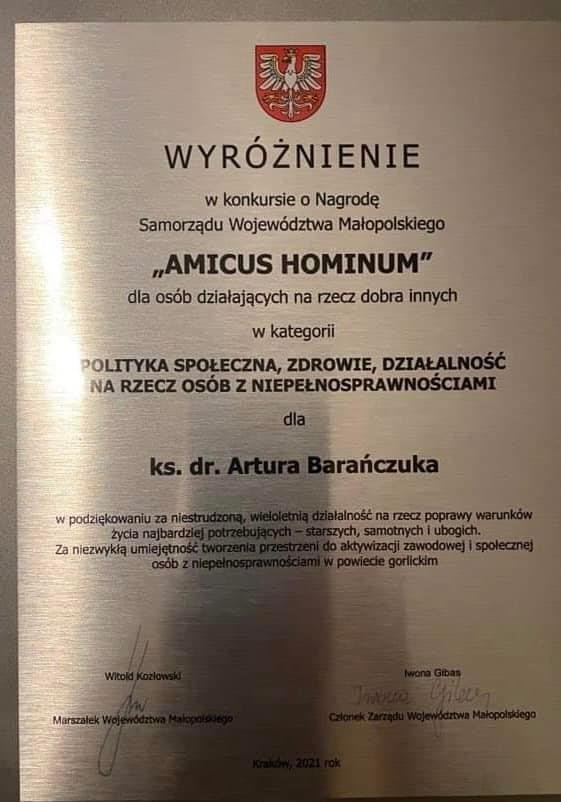 WYRÓŻNIENIE
w konkursie o Nagrodę
Samorządu Województwa Małopolskiego
„AMICUS HOMINUM”
dla osób działających na rzecz dobra innych
w kategorii
POLITYKA SPOŁECZNA, ZDROWIE, DZIAŁALNOŚĆ
NA RZECZ OSÓB Z NIEPEŁNOSPRAWNOŚCIAMI
dla
ks. dr. Artura Barańczuka
w podziękowaniu za niestrudzoną, wieloletnią działalność na rzecz poprawy warunków
życia najbardziej potrzebujących – starszych, samotnych i ubogich.
Za niezwykłą umiejętność tworzenia przestrzeni do aktywizacji zawodowej i społecznej
osób z niepełnosprawnościami w powiecie gorlickim
Witold Kozłowski
Marszałek Województwa Małopolskiego
Iwona Gibas
Iwona Gibas
Członek Zarządu Województwa Małopolskiego
Kraków, 2021 rok